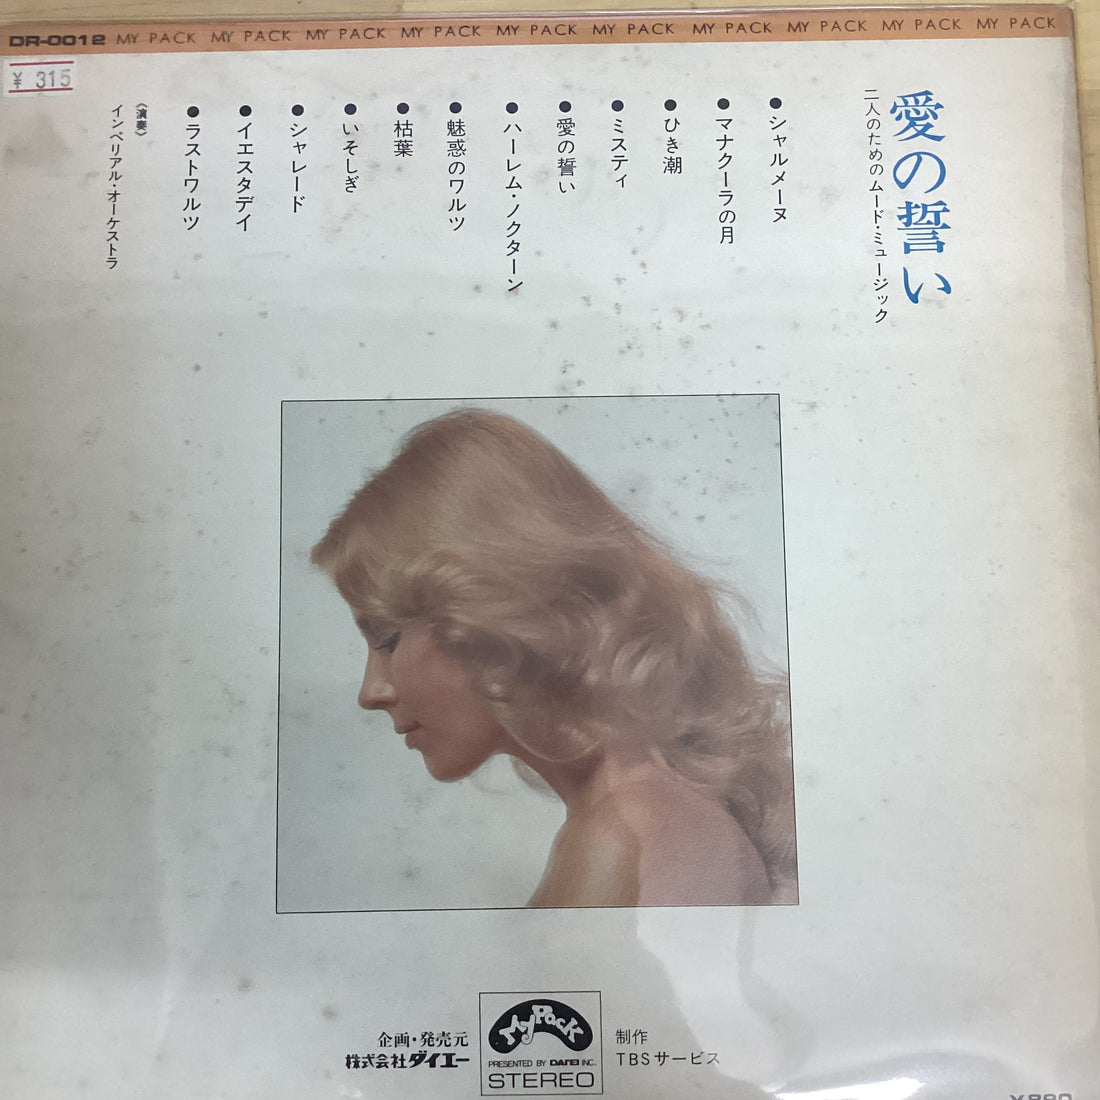 DR-0012 MY PACK MY PACK MY PACK MY PACK MY PACK MY PACK MY PACK MY PACK MY PACK MY PACK
¥ 315
愛の誓い
二人のためのムード・ミュージック
●シャルメーヌ
●マナクーラの月
●ひき潮
●ミスティ
●愛の誓い
●ハーレム・ノクターン
●魅惑のワルツ
●枯葉
●いそしぎ
●シャレード
●イエスタデイ
●ラストワルツ
《演奏》
インペリアル・オーケストラ
企画・発売元
株式会社ダイエー
My Pack
PRESENTED BY DAIEI INC.
STEREO
制作
TBSサービス